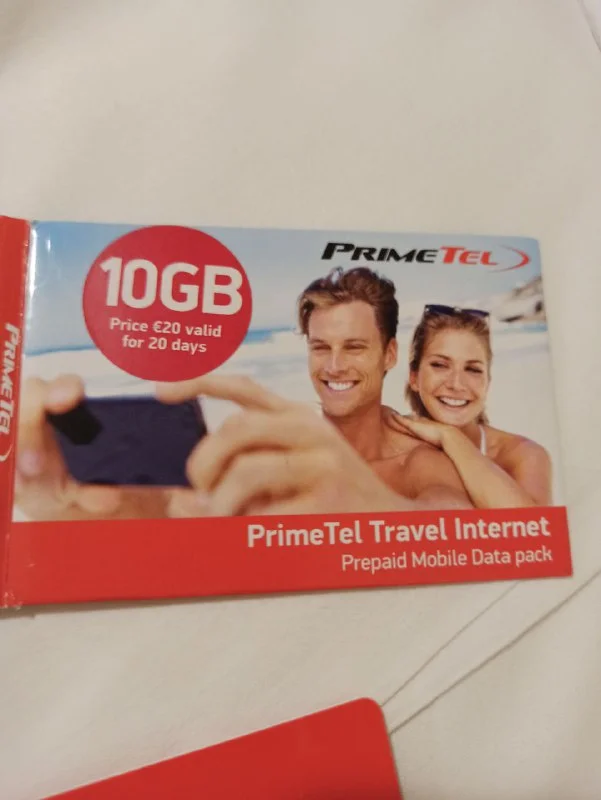 PRIMETEL
10GB
Price €20 valid
for 20 days
PRIMETEL
PrimeTel Travel Internet
Prepaid Mobile Data pack